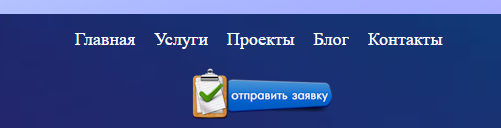 Главная Услуги Проекты Блог Контакты
отправить заявку